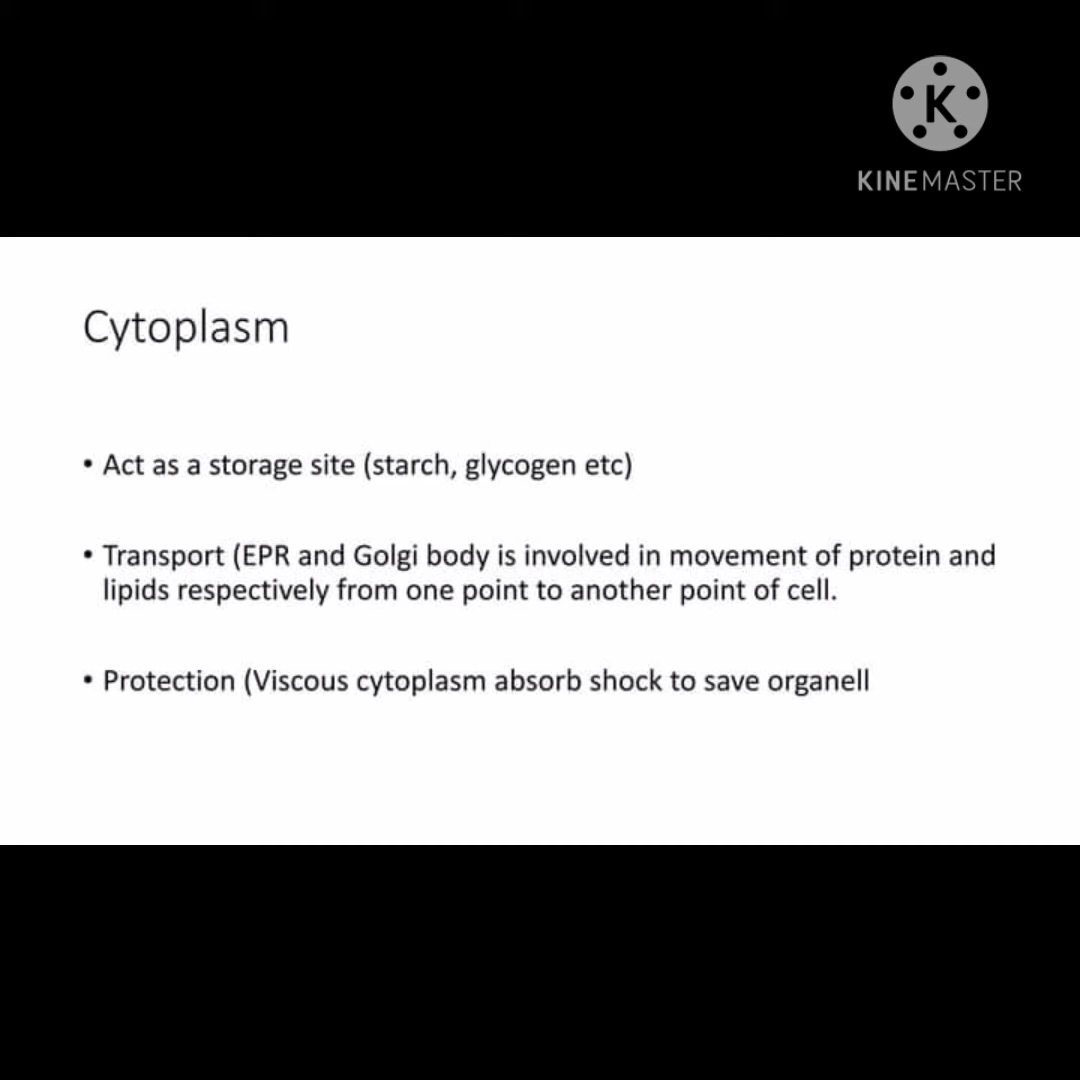 K
KINEMASTER
Cytoplasm
• Act as a storage site (starch, glycogen etc)
• Transport (EPR and Golgi body is involved in movement of protein and
lipids respectively from one point to another point of cell.
• Protection (Viscous cytoplasm absorb shock to save organell